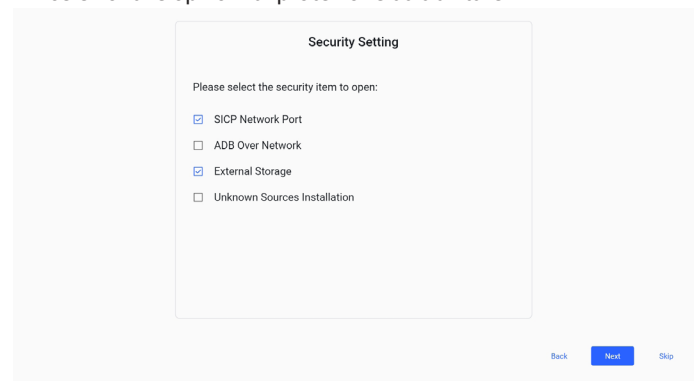 Security Setting
Please select the security item to open:
SICP Network Port
ADB Over Network
External Storage
Unknown Sources Installation
Back Next Skip